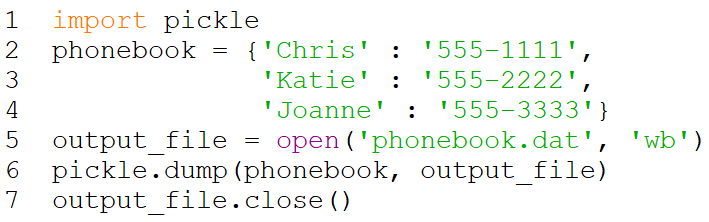 1 import pickle
2 phonebook = {'Chris' : '555-1111',
3              'Katie' : '555-2222',
4              'Joanne' : '555-3333'}
5 output_file = open('phonebook.dat', 'wb')
6 pickle.dump(phonebook, output_file)
7 output_file.close()